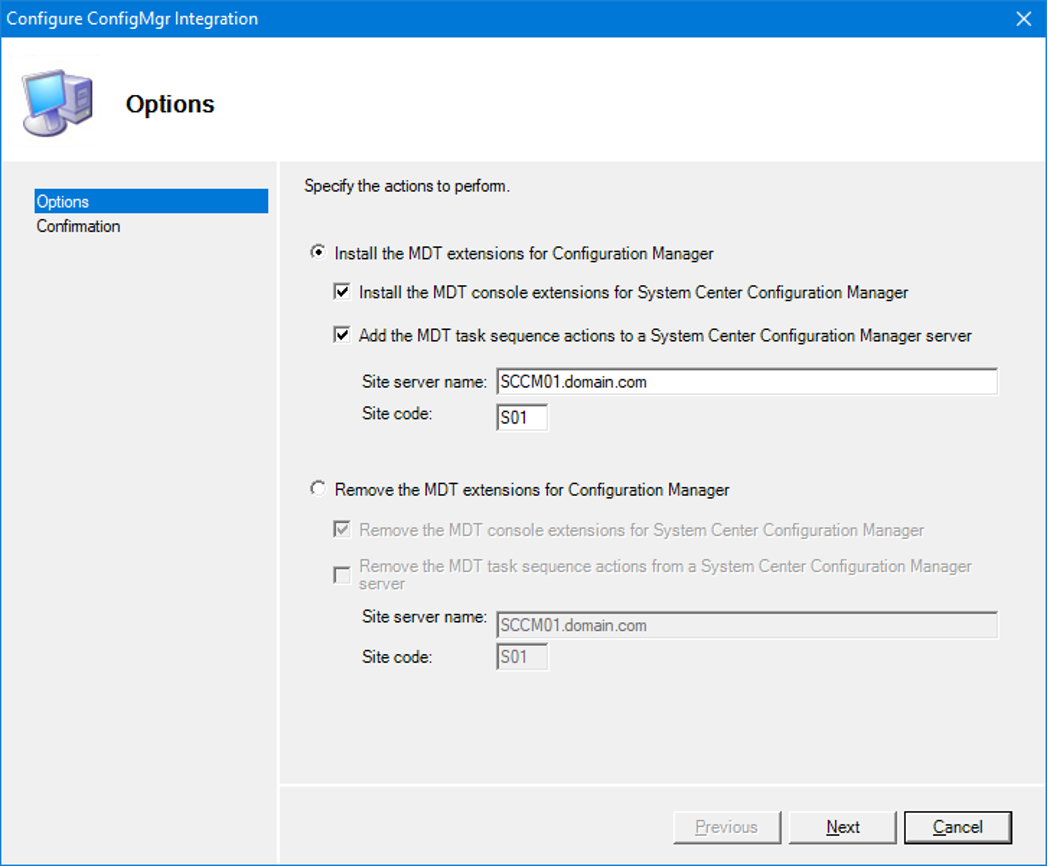 Configure ConfigMgr Integration
Options
Options
Confirmation
Specify the actions to perform.
Install the MDT extensions for Configuration Manager
Install the MDT console extensions for System Center Configuration Manager
Add the MDT task sequence actions to a System Center Configuration Manager server
Site server name: SCCM01.domain.com
Site code: S01
Remove the MDT extensions for Configuration Manager
Remove the MDT console extensions for System Center Configuration Manager
Remove the MDT task sequence actions from a System Center Configuration Manager
server
Site server name: SCCM01.domain.com
Site code: S01
Previous Next Cancel